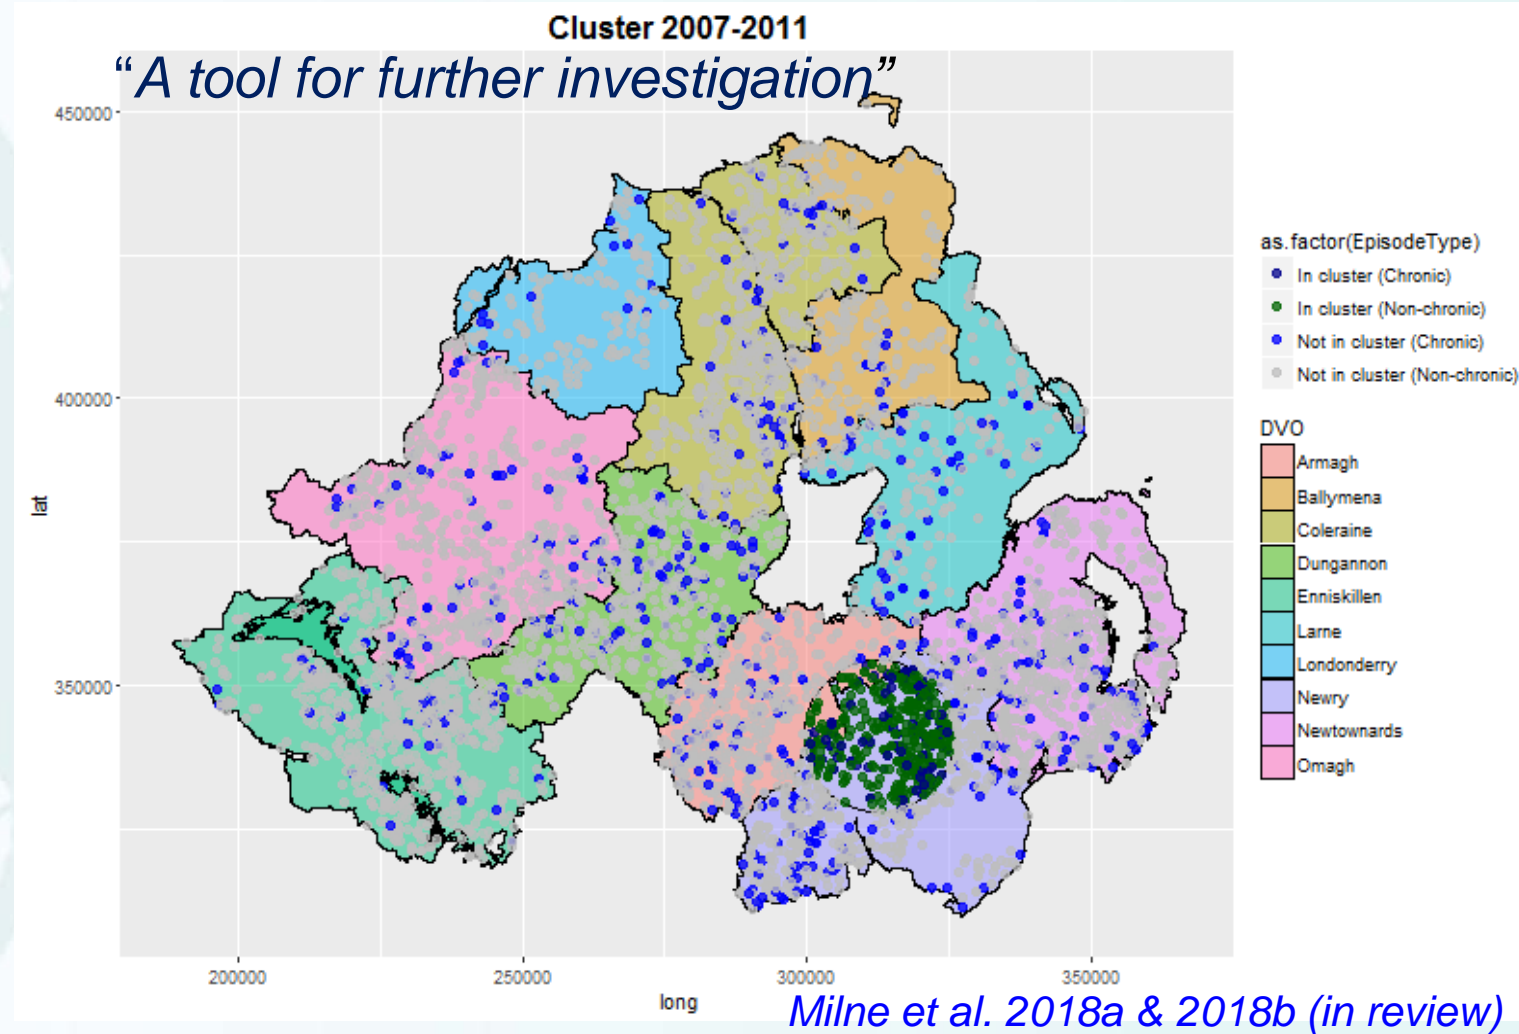 Cluster 2007-2011
“A tool for further investigation”
450000
400000
350000
lat
200000
250000
300000
350000
long
as.factor(EpisodeType)
In cluster (Chronic)
In cluster (Non-chronic)
Not in cluster (Chronic)
Not in cluster (Non-chronic)
DVO
Armagh
Ballymena
Coleraine
Dungannon
Enniskillen
Larne
Londonderry
Newry
Newtownards
Omagh
Milne et al. 2018a & 2018b (in review)